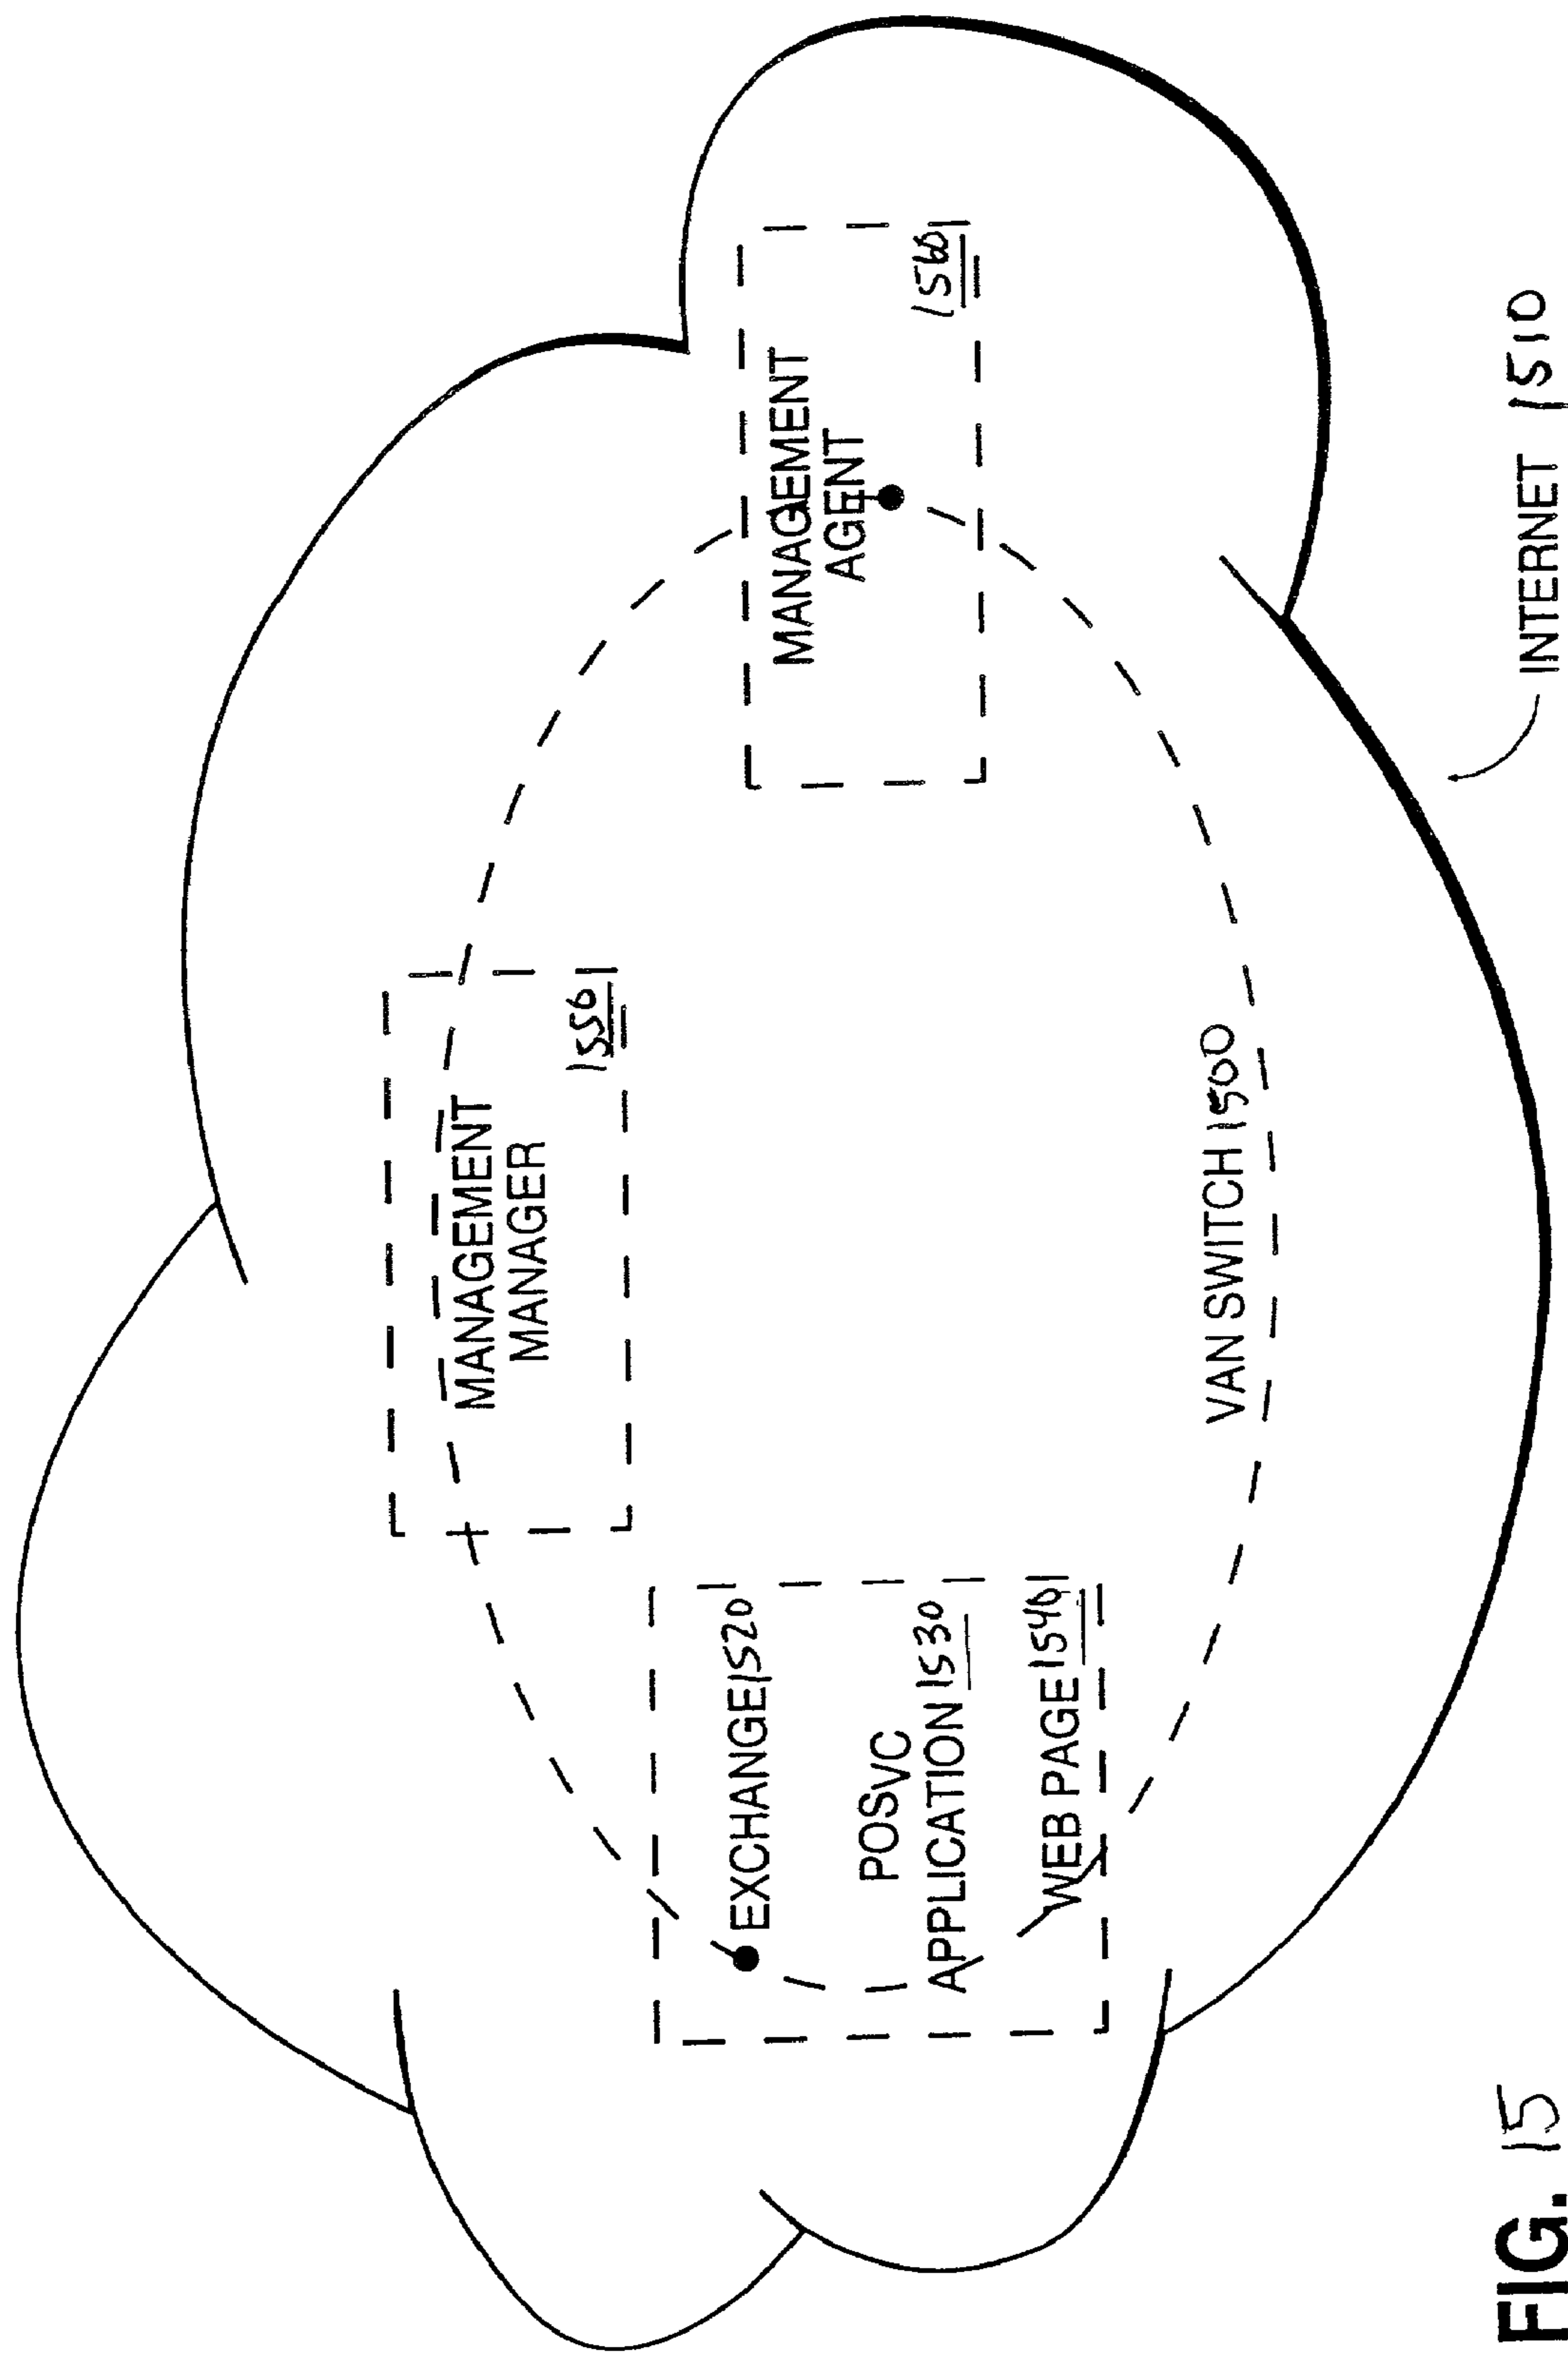 MANAGEMENT
MANAGER
1550
EXCHANGE 1520
POSVC
APPLICATION 1530
WEB PAGE 1540
MANAGEMENT
AGENT
1560
VAN SWITCH 1500
INTERNET 1510
FIG. 15